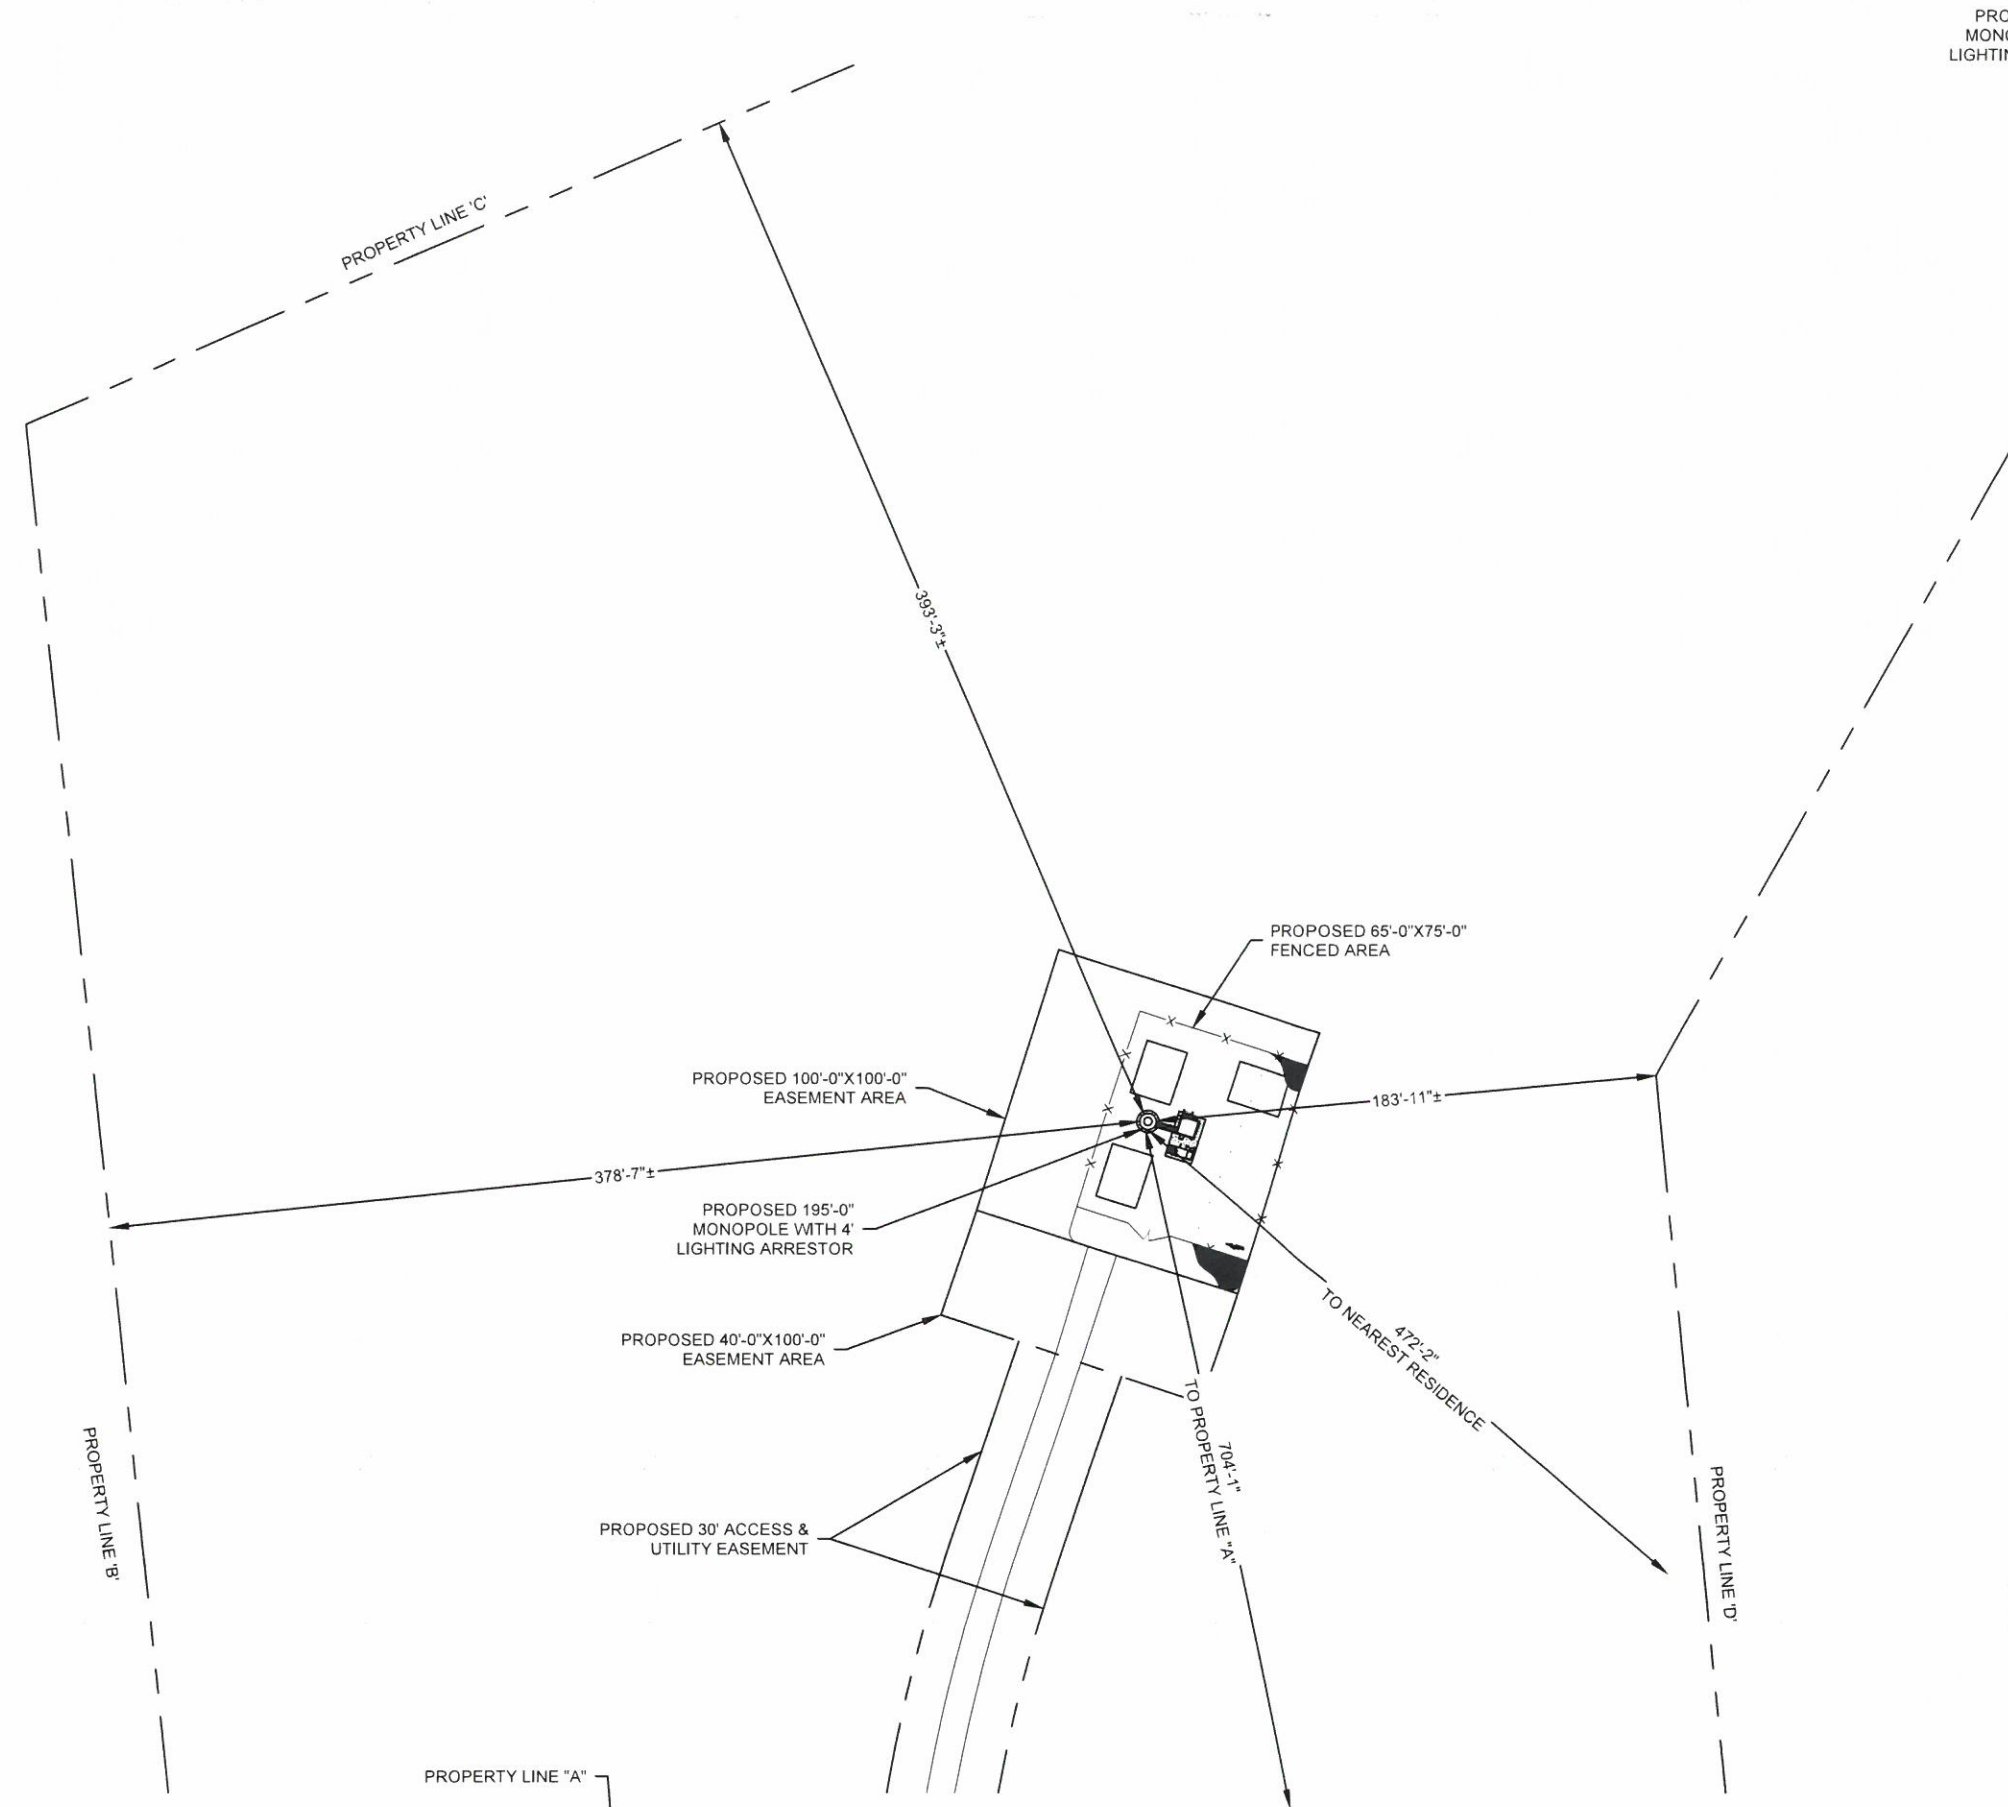 PRO
MONO
LIGHTIN
PROPERTY LINE 'C'
393'-3"±
PROPOSED 65'-0"X75'-0"
FENCED AREA
PROPOSED 100'-0"X100'-0"
EASEMENT AREA
183'-11"±
378'-7"±
PROPOSED 195'-0"
MONOPOLE WITH 4'
LIGHTING ARRESTOR
PROPOSED 40'-0"X100'-0"
EASEMENT AREA
472'-2"
TO NEAREST RESIDENCE
704'-1"
TO PROPERTY LINE "A"
PROPERTY LINE 'B'
PROPERTY LINE 'D'
PROPOSED 30' ACCESS &
UTILITY EASEMENT
PROPERTY LINE "A"